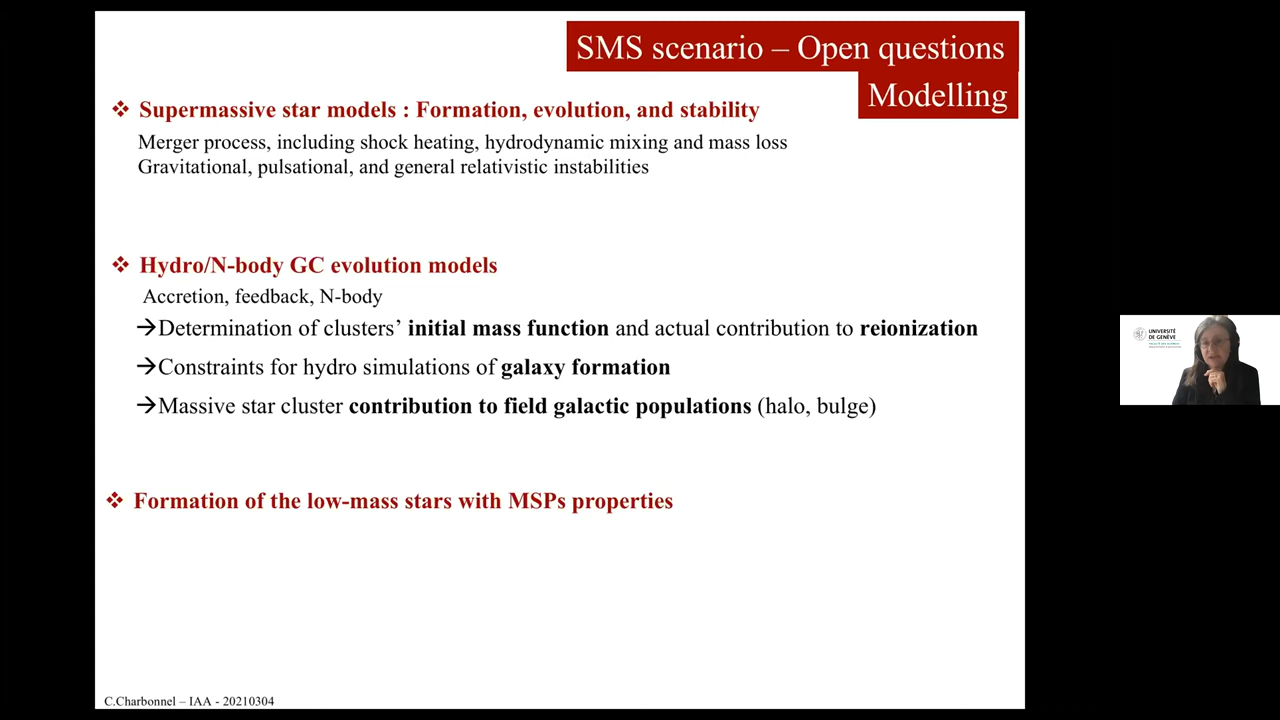 SMS scenario – Open questions
Modelling
❖ Supermassive star models : Formation, evolution, and stability
Merger process, including shock heating, hydrodynamic mixing and mass loss
Gravitational, pulsational, and general relativistic instabilities
❖ Hydro/N-body GC evolution models
Accretion, feedback, N-body
→Determination of clusters’ initial mass function and actual contribution to reionization
→Constraints for hydro simulations of galaxy formation
→Massive star cluster contribution to field galactic populations (halo, bulge)
❖ Formation of the low-mass stars with MSPs properties
C.Charbonnel – IAA - 20210304
UNIVERSITÉ
DE GENÈVE